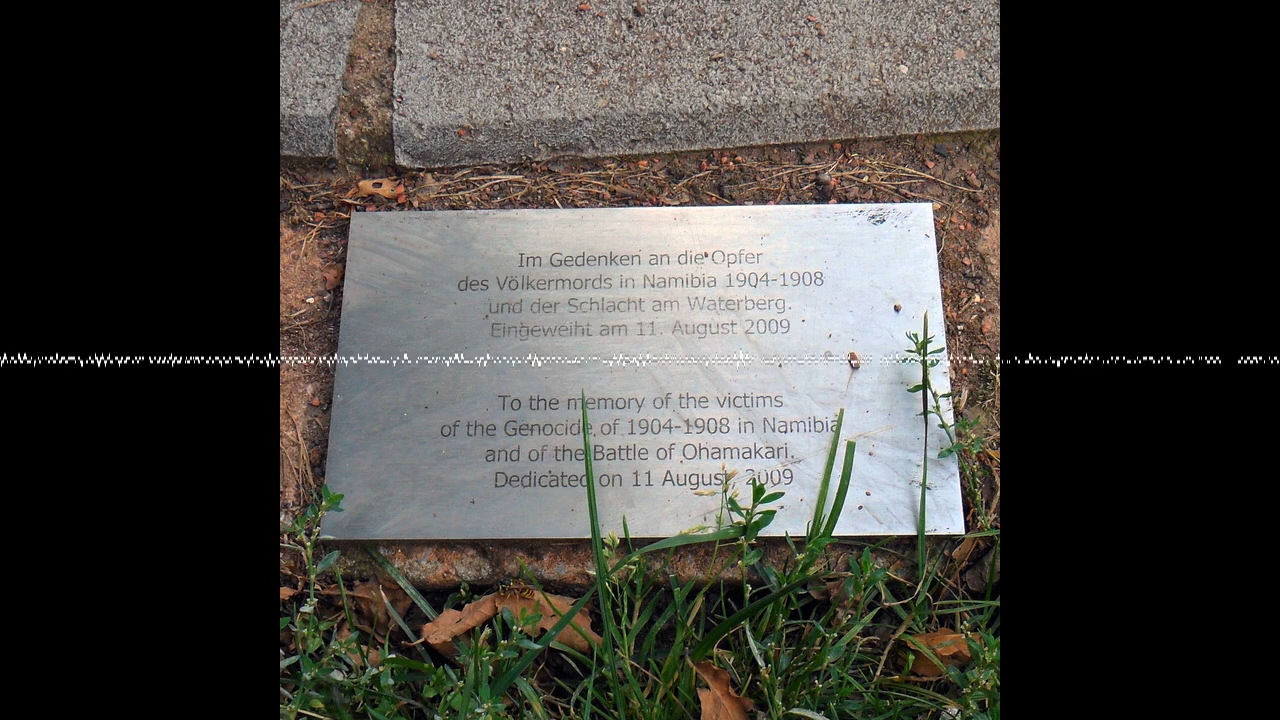 Im Gedenken an die Opfer
des Völkermords in Namibia 1904-1908
und der Schlacht am Waterberg.
Eingeweiht am 11. August 2009
To the memory of the victims
of the Genocide of 1904-1908 in Namibia
and of the Battle of Ohamakari.
Dedicated on 11 August, 2009